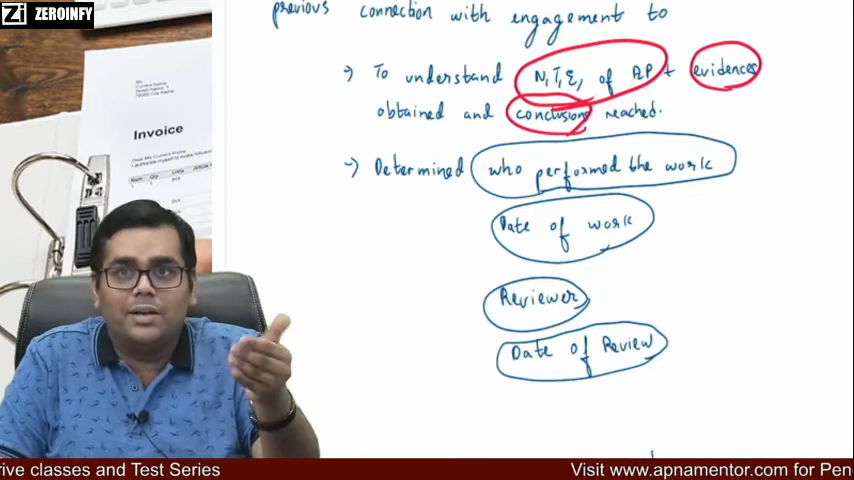 Zi ZEROINFY
Invoice
previous connection with engagement to
→ To understand N,T,E, of AP + evidences
obtained and conclusions reached.
→ Determined who performed the work
Date of work
Reviewer
Date of Review
rive classes and Test Series
Visit www.apnamentor.com for Pen